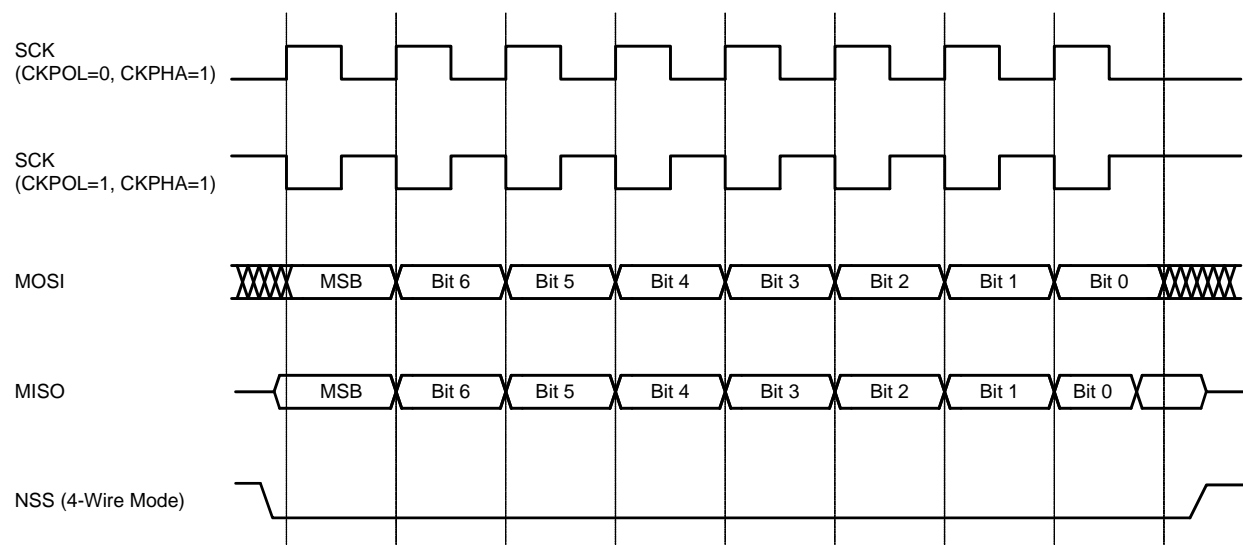 SCK
(CKPOL=0, CKPHA=1)
SCK
(CKPOL=1, CKPHA=1)
MOSI
MSB Bit 6 Bit 5 Bit 4 Bit 3 Bit 2 Bit 1 Bit 0
MISO
MSB Bit 6 Bit 5 Bit 4 Bit 3 Bit 2 Bit 1 Bit 0
NSS (4-Wire Mode)